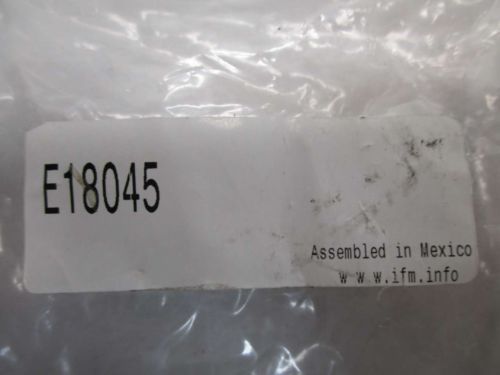 E18045
Assembled in Mexico
w w w.ifm.info